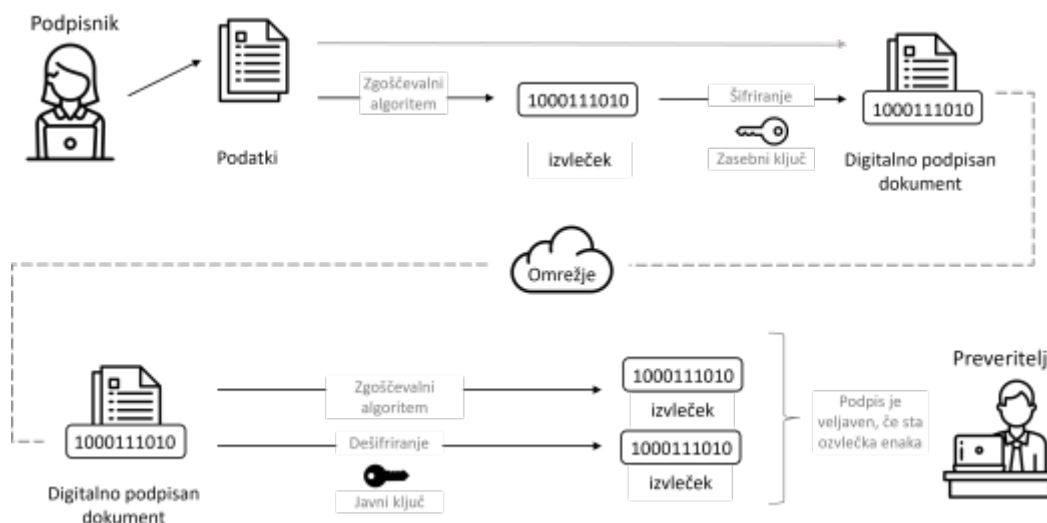 Podpisnik
Podatki
Zgoščevalni
algoritem
1000111010
izvleček
Šifriranje
Zasebni ključ
1000111010
Digitalno podpisan
dokument
Omrežje
1000111010
Digitalno podpisan
dokument
Zgoščevalni
algoritem
Dešifriranje
Javni ključ
1000111010
izvleček
1000111010
izvleček
Podpis je
veljaven, če sta
ozvlečka enaka
Preveritelj